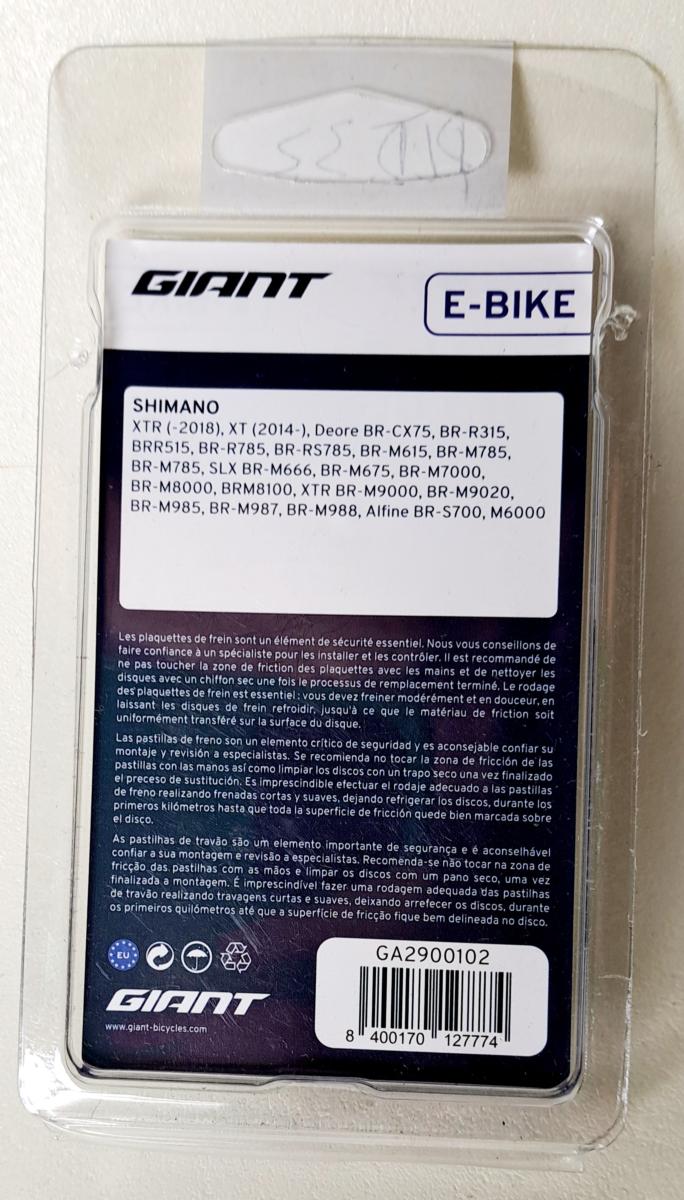 GIANT
E-BIKE
SHIMANO
XTR (-2018), XT (2014-), Deore BR-CX75, BR-R315,
BRR515, BR-R785, BR-RS785, BR-M615, BR-M785,
BR-M785, SLX BR-M666, BR-M675, BR-M7000,
BR-M8000, BRM8100, XTR BR-M9000, BR-M9020,
BR-M985, BR-M987, BR-M988, Alfine BR-S700, M6000
Les plaquettes de frein sont un élément de sécurité essentiel. Nous vous conseillons de
faire confiance à un spécialiste pour les installer et les contrôler. Il est recommandé de
ne pas toucher la zone de friction des plaquettes avec les mains et de nettoyer les
disques avec un chiffon sec une fois le processus de remplacement terminé. Le rodage
des plaquettes de frein est essentiel : vous devez freiner modérément et en douceur, en
laissant les disques de frein refroidir, jusqu'à ce que le matériau de friction soit
uniformément transféré sur la surface du disque.
Las pastillas de freno son un elemento crítico de seguridad y es aconsejable confiar su
montaje y revisión a especialistas. Se recomienda no tocar la zona de fricción de las
pastillas con las manos así como limpiar los discos con un trapo seco una vez finalizado
el preceso de sustitución. Es imprescindible efectuar el rodaje adecuado a las pastillas
de freno realizando frenadas cortas y suaves, dejando refrigerar los discos, durante los
primeros kilómetros hasta que toda la superficie de fricción quede bien marcada sobre
el disco.
As pastilhas de travão são um elemento importante de segurança e é aconselhável
confiar a sua montagem e revisão a especialistas. Recomenda-se não tocar na zona de
fricção das pastilhas com as mãos e limpar os discos com um pano seco, uma vez
finalizada a montagem. É imprescindível fazer uma rodagem adequada das pastilhas
de travão realizando travagens curtas e suaves, deixando arrefecer os discos, durante
os primeiros quilómetros até que a superfície de fricção fique bem delineada no disco.
EU
GIANT
www.giant-bicycles.com
GA2900102
8 400170 127774